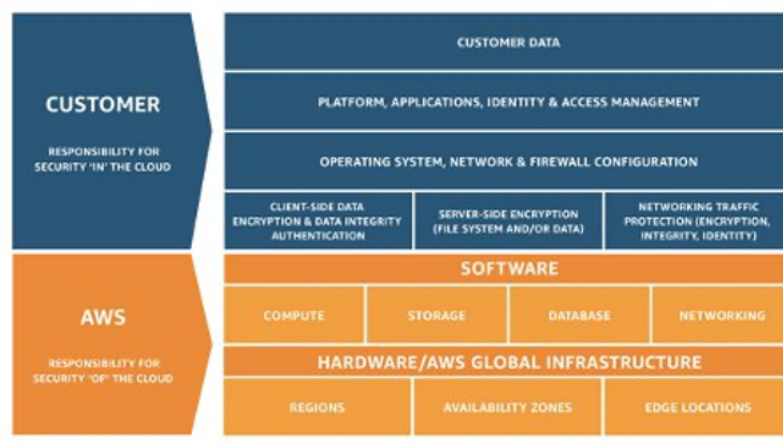 CUSTOMER
RESPONSIBILITY FOR
SECURITY 'IN' THE CLOUD
CUSTOMER DATA
PLATFORM, APPLICATIONS, IDENTITY & ACCESS MANAGEMENT
OPERATING SYSTEM, NETWORK & FIREWALL CONFIGURATION
CLIENT-SIDE DATA
ENCRYPTION & DATA INTEGRITY
AUTHENTICATION
SERVER-SIDE ENCRYPTION
(FILE SYSTEM AND/OR DATA)
NETWORKING TRAFFIC
PROTECTION (ENCRYPTION,
INTEGRITY, IDENTITY)
AWS
RESPONSIBILITY FOR
SECURITY 'OF' THE CLOUD
SOFTWARE
COMPUTE
STORAGE
DATABASE
NETWORKING
HARDWARE/AWS GLOBAL INFRASTRUCTURE
REGIONS
AVAILABILITY ZONES
EDGE LOCATIONS